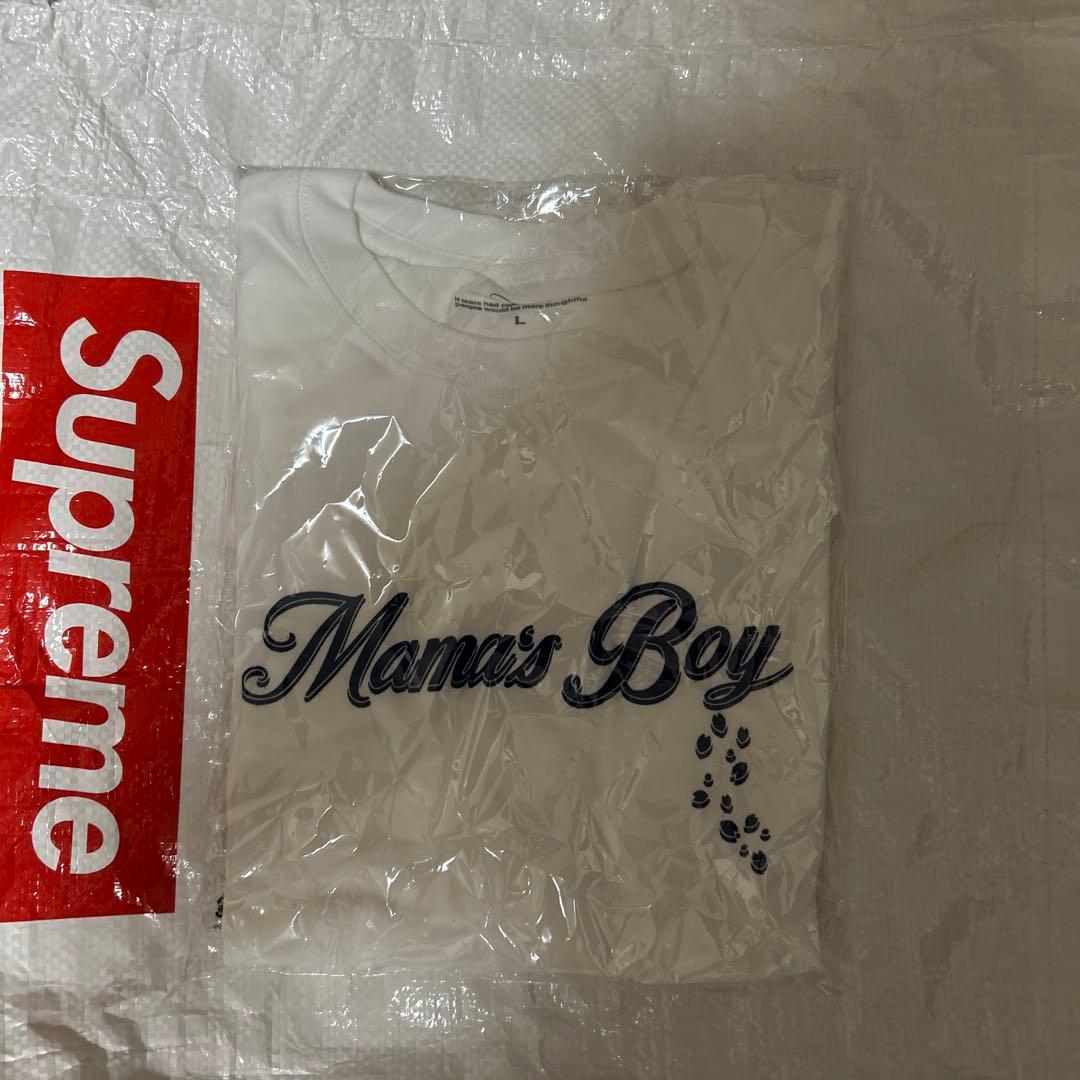 Supreme
If tears had
people would be more thoughtful
L
Mama's Boy